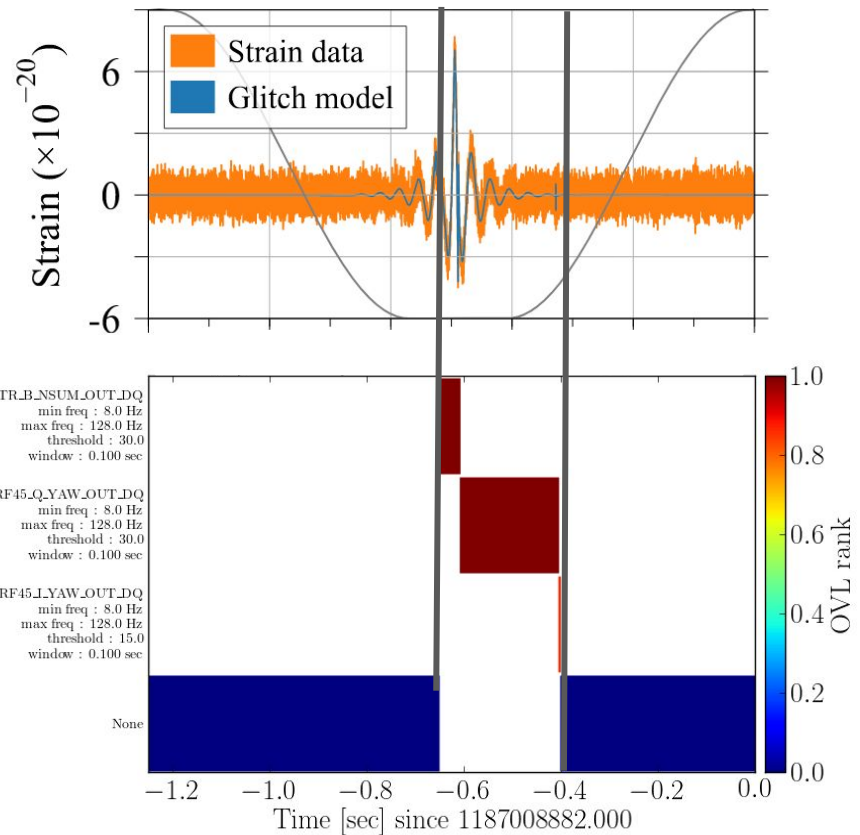 Strain data
Glitch model
Strain (×10⁻²⁰)
6
0
-6
TR_B_NSUM_OUT_DQ
min freq : 8.0 Hz
max freq : 128.0 Hz
threshold : 30.0
window : 0.100 sec
RF45_Q_YAW_OUT_DQ
min freq : 8.0 Hz
max freq : 128.0 Hz
threshold : 30.0
window : 0.100 sec
RF45_I_YAW_OUT_DQ
min freq : 8.0 Hz
max freq : 128.0 Hz
threshold : 15.0
window : 0.100 sec
None
−1.2 −1.0 −0.8 −0.6 −0.4 −0.2 0.0
Time [sec] since 1187008882.000
1.0
0.8
0.6
0.4
0.2
0.0
OVL rank